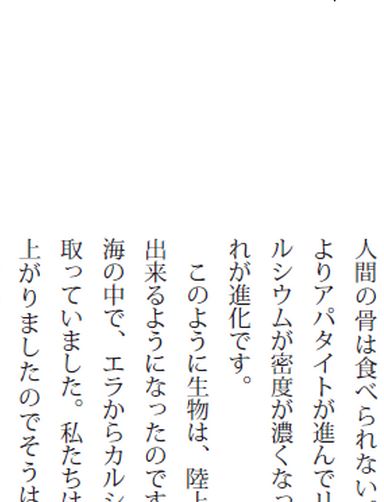 人間の骨は食べられない
よりアパタイトが進んで
ルシウムが密度が濃くなっ
れが進化です。
このように生物は、陸上
出来るようになったのです
海の中で、エラからカルシ
取っていました。私たちは
上がりましたのでそうは